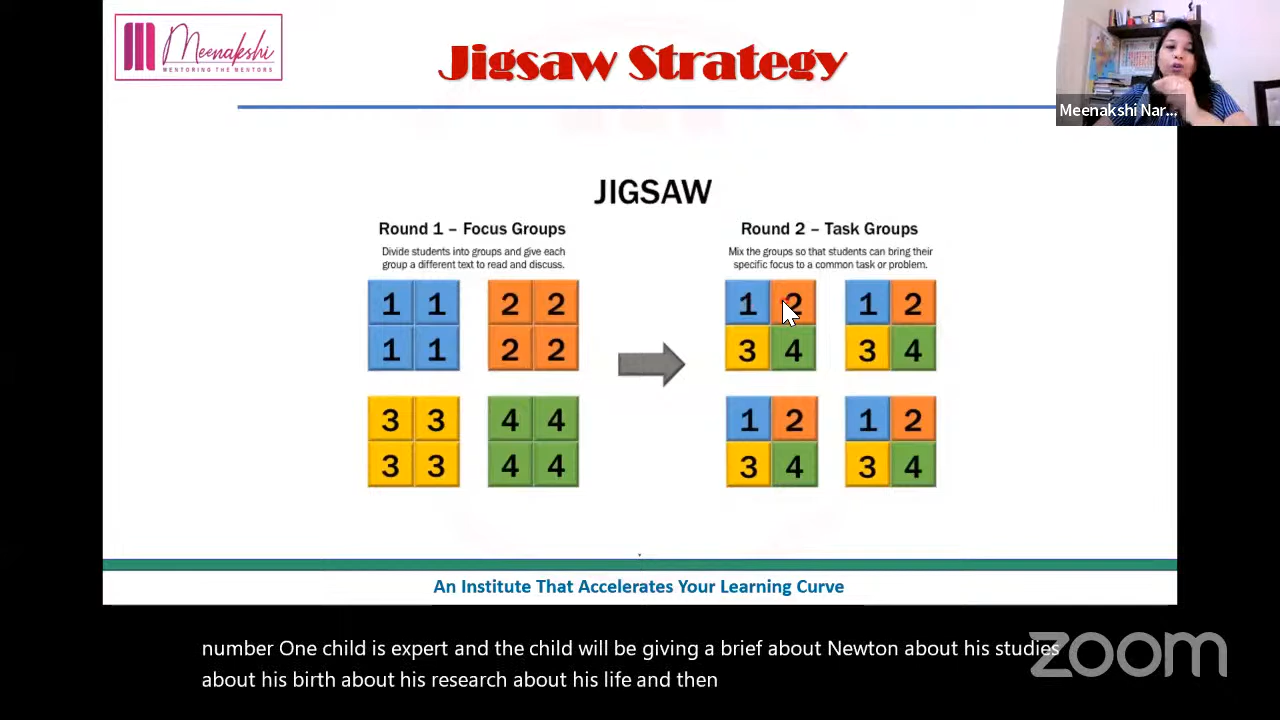 Meenakshi
MENTORING THE MENTORS
Jigsaw Strategy
Meenakshi Nar...
JIGSAW
Round 1 – Focus Groups
Divide students into groups and give each
group a different text to read and discuss.
1 1 2 2
1 1 2 2
3 3 4 4
3 3 4 4
Round 2 – Task Groups
Mix the groups so that students can bring their
specific focus to a common task or problem.
1 2 1 2
3 4 3 4
1 2 1 2
3 4 3 4
An Institute That Accelerates Your Learning Curve
number One child is expert and the child will be giving a brief about Newton about his studies
about his birth about his research about his life and then
zoom